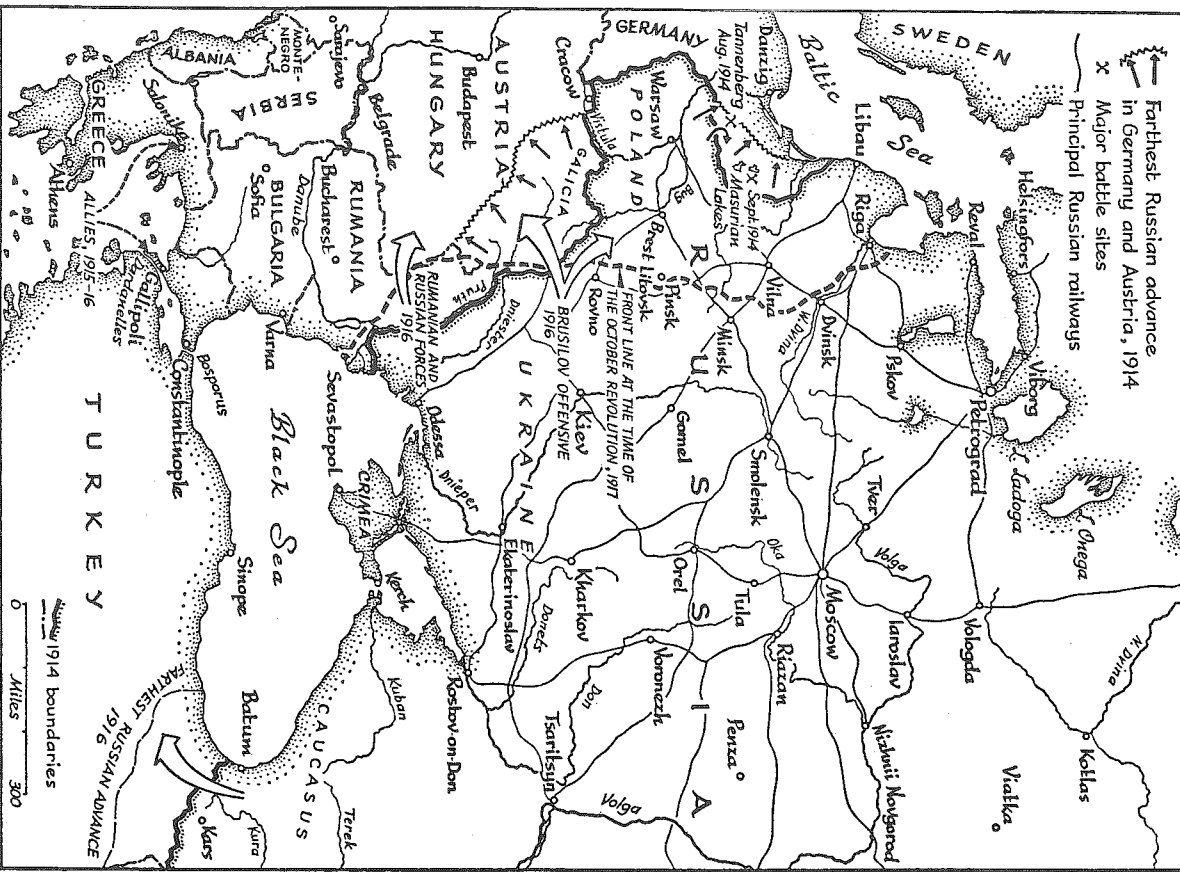 Farthest Russian advance
in Germany and Austria, 1914
x Major battle sites
Principal Russian railways
SWEDEN
Baltic
Sea
Helsingfors
Viborg
L Ladoga
L Onega
N. Dvina
Kotlas
Viatka
Reval
Petrograd
Vologda
Pskov
Iaroslav
Nizhnii Novgorod
Libau
Riga
Dvinsk
W. Dvina
Tver
Volga
Moscow
Danzig
Tannenberg
Aug. 1914
X Sept. 1914
Masurian
Lakes
Vilna
Smolensk
Oka
Tula
Riazan
Penza
GERMANY
Warsaw
POLAND
Bug
Brest Litovsk
Pinsk
Minsk
Gomel
Orel
Voronezh
RUSSIA
Cracow
Vistula
GALICIA
Rovno
FRONT LINE AT THE TIME OF
THE OCTOBER REVOLUTION, 1917
BRUSILOV OFFENSIVE
1916
Kiev
Kharkov
Donets
Don
Tsaritsyn
Volga
AUSTRIA
HUNGARY
Budapest
Pruth
Dniester
UKRAINE
Dnieper
Ekaterinoslav
Rostov-on-Don
RUMANIAN AND
RUSSIAN FORCES
1916
Odessa
Sarajevo
MONTE-
NEGRO
SERBIA
Belgrade
RUMANIA
Bucharest
Danube
BULGARIA
Sofia
Varna
Sevastopol
CRIMEA
Kerch
Kuban
Terek
CAUCASUS
Black Sea
ALBANIA
Salonika
GREECE
Athens
ALLIES, 1915-16
Gallipoli
Dardanelles
Bosporus
Constantinople
Sinope
Batum
Kura
Kars
FARTHEST RUSSIAN ADVANCE
1916
TURKEY
1914 boundaries
0 Miles 300